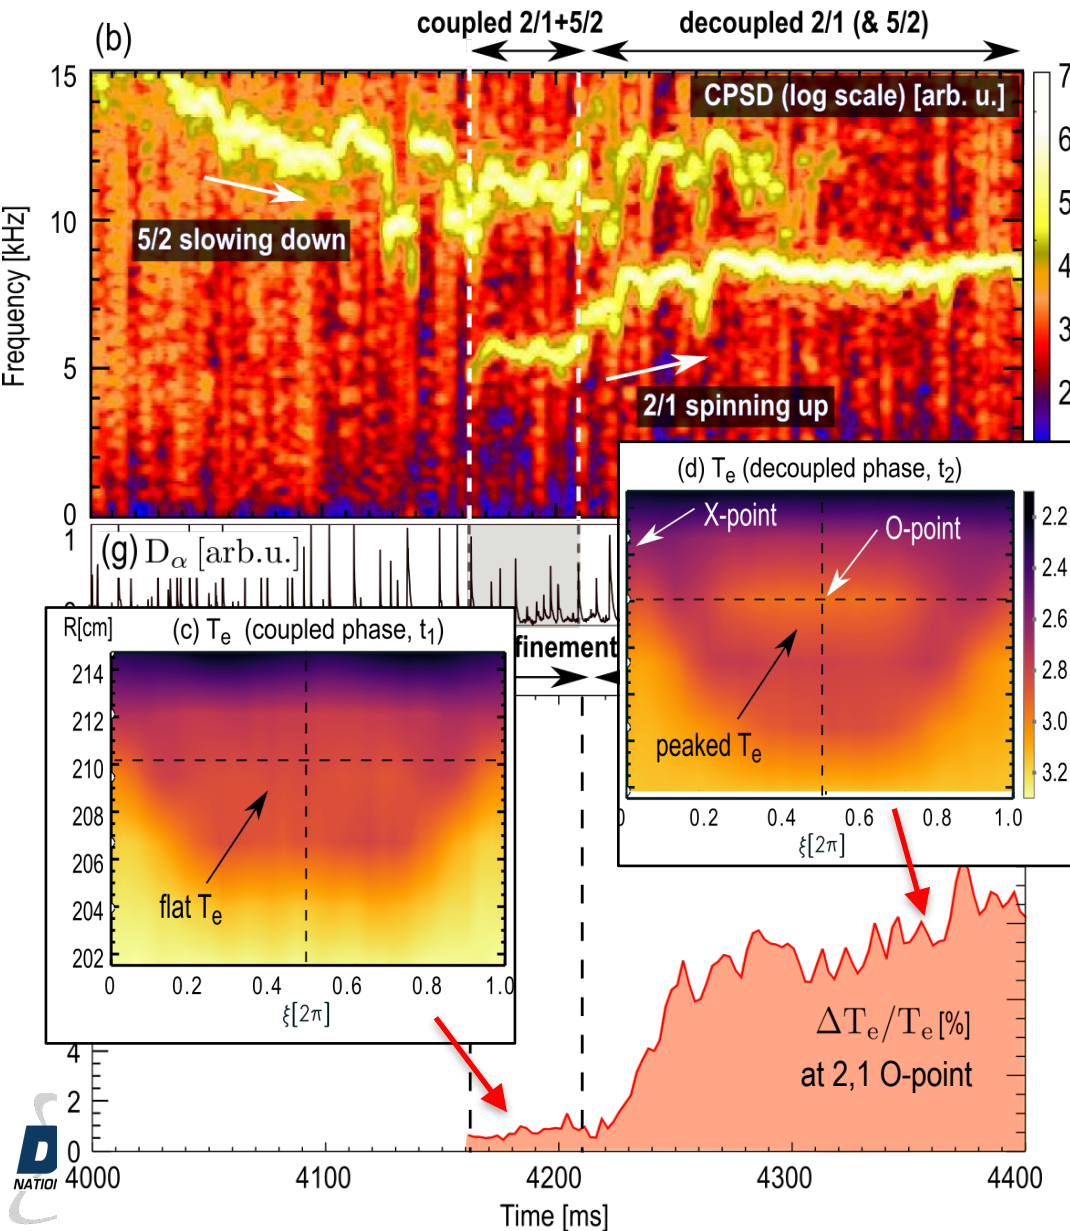 coupled 2/1+5/2 decoupled 2/1 (& 5/2)
(b)
CPSD (log scale) [arb. u.]
15
10
5
0
Frequency [kHz]
5/2 slowing down
2/1 spinning up
7
6
5
4
3
2
(g) Dα [arb.u.]
1
finement
(d) Te (decoupled phase, t2)
X-point
O-point
peaked Te
2.2
2.4
2.6
2.8
3.0
3.2
0.2 0.4 0.6 0.8 1.0
ξ[2π]
R[cm]
(c) Te (coupled phase, t1)
214
212
210
208
206
204
202
flat Te
0 0.2 0.4 0.6 0.8 1.0
ξ[2π]
ΔTe/Te [%]
at 2,1 O-point
4
2
0
4000 4100 4200 4300 4400
Time [ms]
D
NATIO